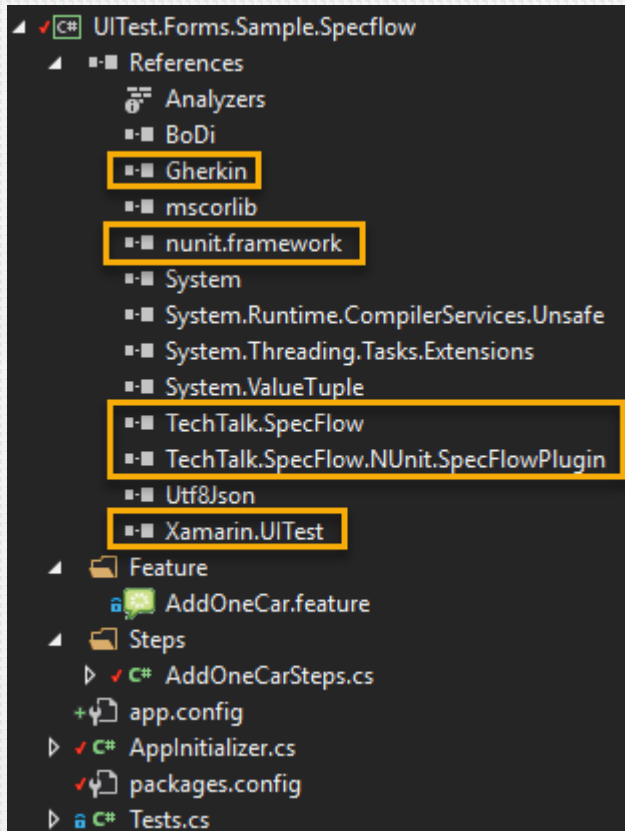 C# UITest.Forms.Sample.Specflow
References
Analyzers
BoDi
Gherkin
mscorlib
nunit.framework
System
System.Runtime.CompilerServices.Unsafe
System.Threading.Tasks.Extensions
System.ValueTuple
TechTalk.SpecFlow
TechTalk.SpecFlow.NUnit.SpecFlowPlugin
Utf8Json
Xamarin.UITest
Feature
AddOneCar.feature
Steps
C# AddOneCarSteps.cs
app.config
C# AppInitializer.cs
packages.config
C# Tests.cs